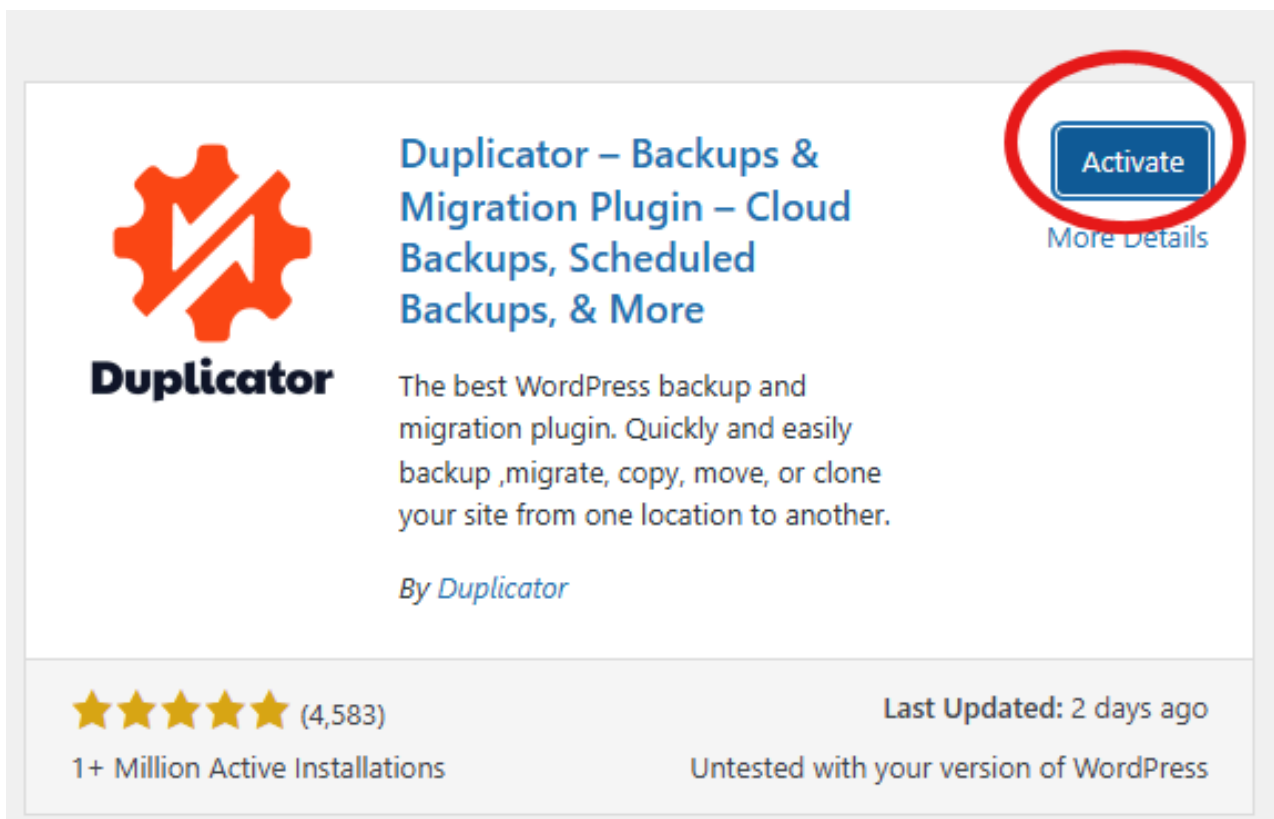 Duplicator – Backups &
Migration Plugin – Cloud
Backups, Scheduled
Backups, & More
Activate
More Details
Duplicator
The best WordPress backup and
migration plugin. Quickly and easily
backup ,migrate, copy, move, or clone
your site from one location to another.
By Duplicator
(4,583)
Last Updated: 2 days ago
1+ Million Active Installations
Untested with your version of WordPress